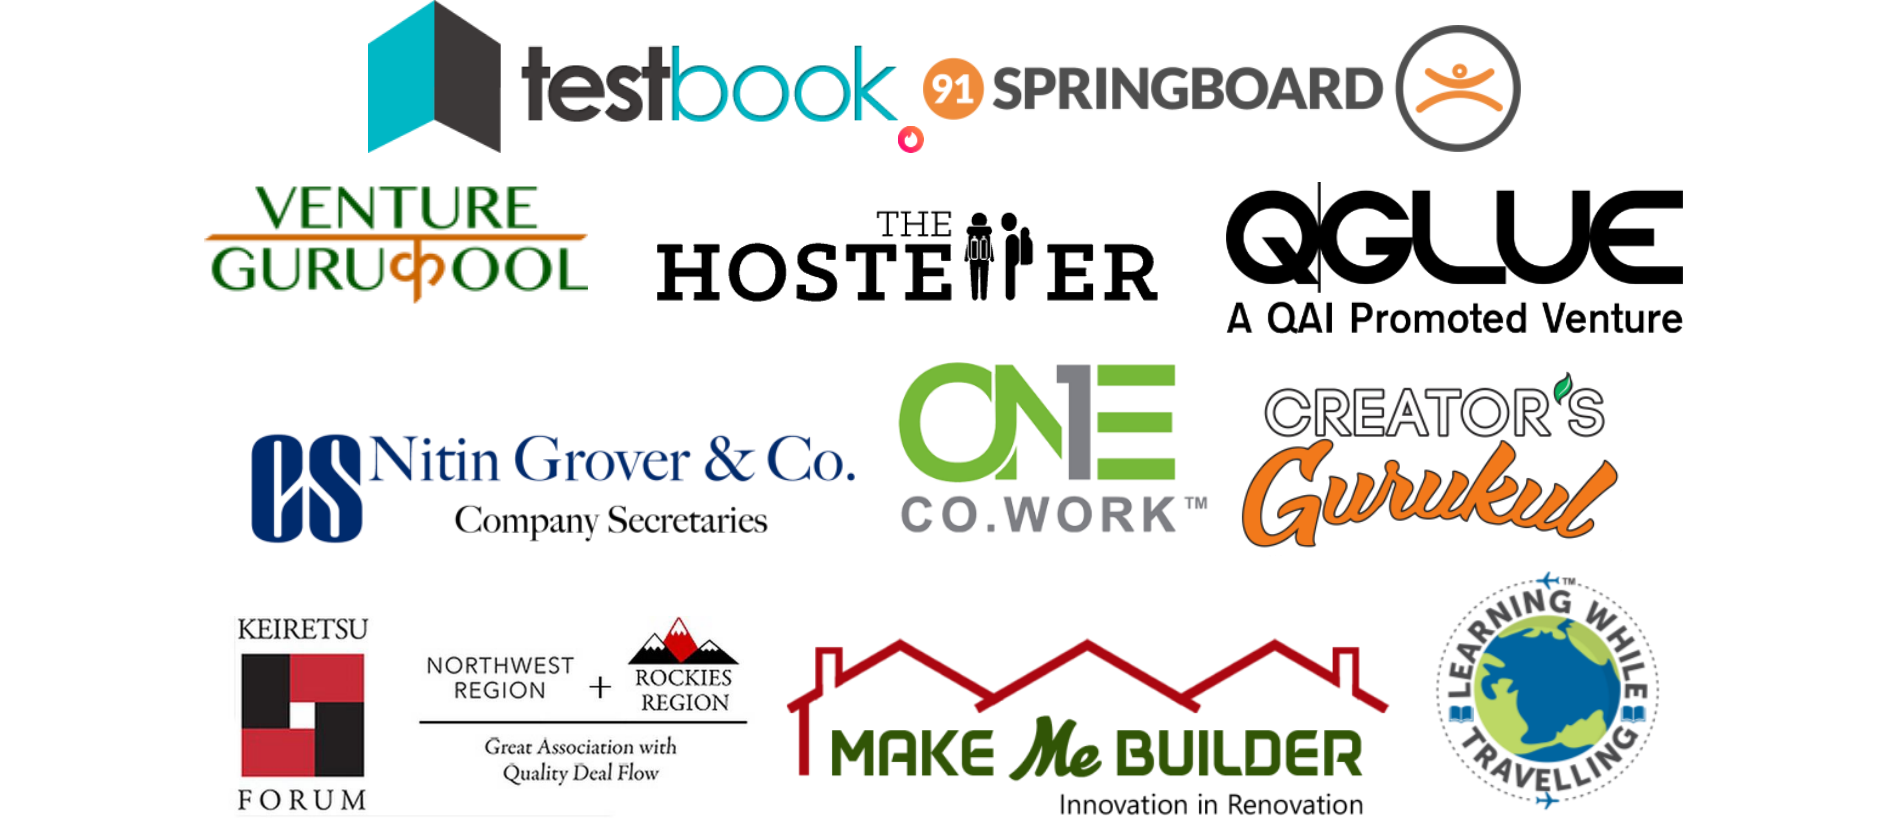 testbook
91 SPRINGBOARD
VENTURE
GURUकOOL
THE
HOSTELLER
QGLUE
A QAI Promoted Venture
CS Nitin Grover & Co.
Company Secretaries
ONE
CO.WORK™
CREATOR'S
Gurukul
KEIRETSU
FORUM
NORTHWEST
REGION
+
ROCKIES
REGION
Great Association with
Quality Deal Flow
MAKE Me BUILDER
Innovation in Renovation
LEARNING WHILE
TRAVELLING
TM